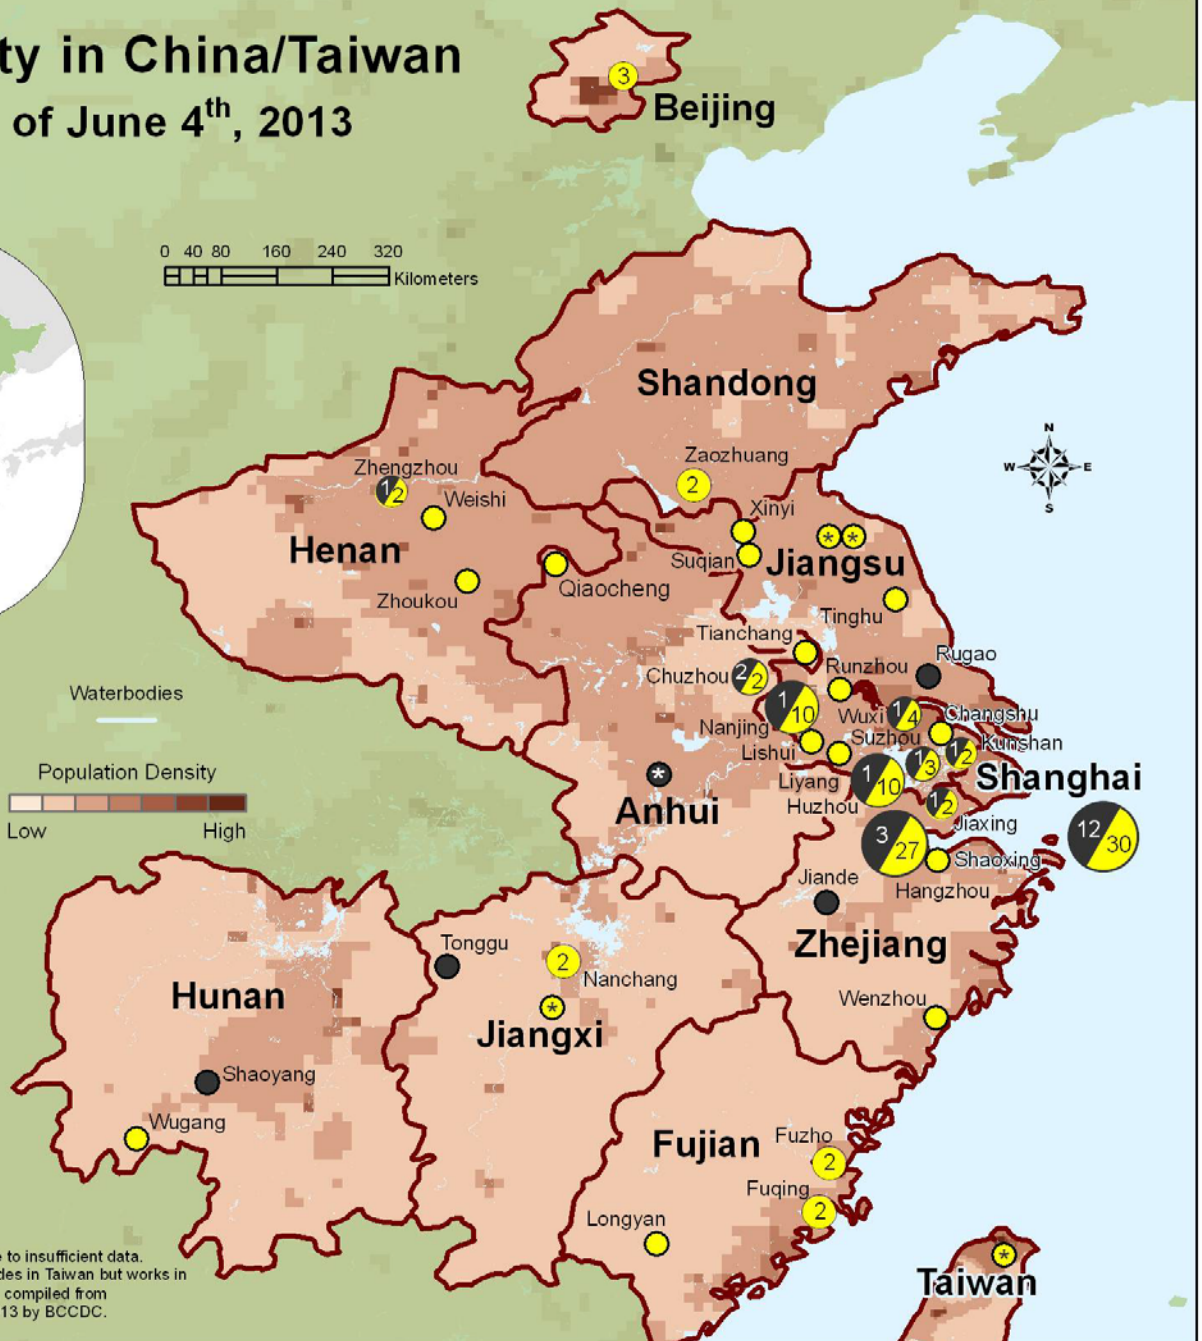 ty in China/Taiwan
of June 4th, 2013
3
Beijing
0 40 80 160 240 320
Kilometers
N
W E
S
Shandong
Zaozhuang
2
Zhengzhou
1 2
Weishi
Henan
Zhoukou
Qiaocheng
Xinyi
Suqian
* *
Jiangsu
Tinghu
Tianchang
Chuzhou
2 2
Runzhou
Rugao
1 10
Nanjing
Wuxi
1 4
Changshu
Lishui
Suzhou
1 2
Kunshan
1 3
Liyang
1 10
Huzhou
Shanghai
12 30
1 2
Jiaxing
*
Anhui
3 27
Shaoxing
Hangzhou
Jiande
Zhejiang
Wenzhou
Waterbodies
Population Density
Low High
Hunan
Shaoyang
Wugang
Tonggu
2
Nanchang
*
Jiangxi
Fujian
Fuzho
2
Fuqing
2
Longyan
*
Taiwan
e to insufficient data.
des in Taiwan but works in
compiled from
13 by BCCDC.